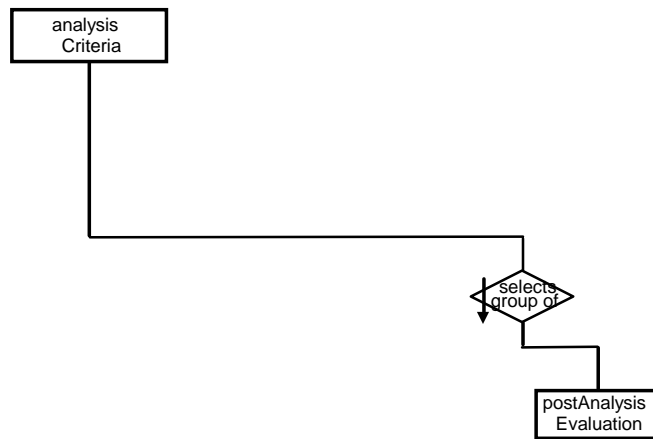 analysis
Criteria
selects
group of
postAnalysis
Evaluation